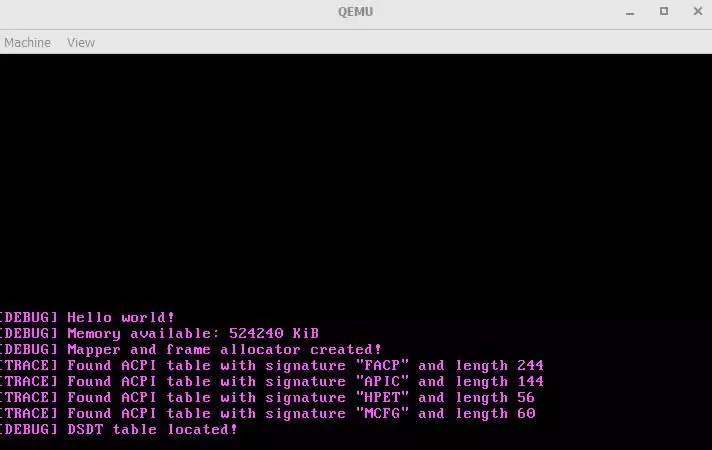 QEMU
Machine View
[DEBUG] Hello world!
[DEBUG] Memory available: 524240 KiB
[DEBUG] Mapper and frame allocator created!
[TRACE] Found ACPI table with signature "FACP" and length 244
[TRACE] Found ACPI table with signature "APIC" and length 144
[TRACE] Found ACPI table with signature "HPET" and length 56
[TRACE] Found ACPI table with signature "MCFG" and length 60
[DEBUG] DSDT table located!